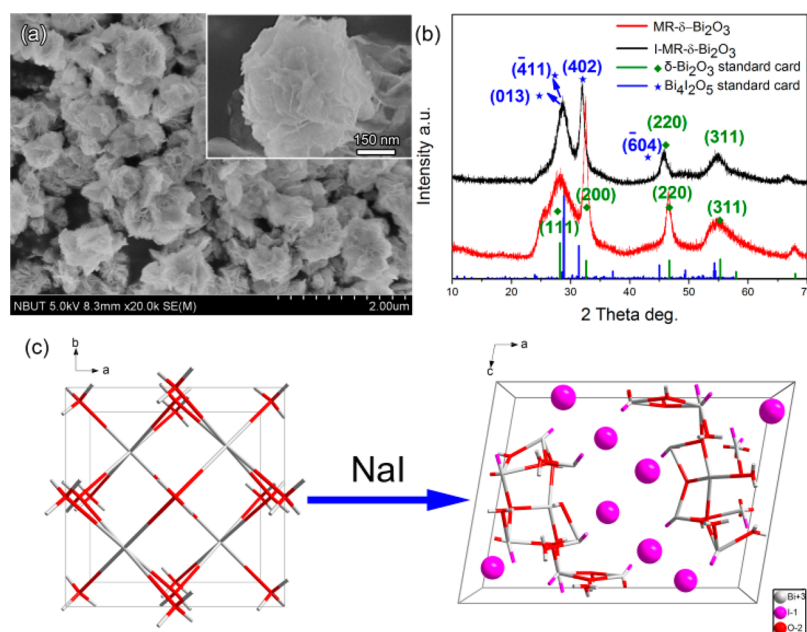 (a)
150 nm
NBUT 5.0kV 8.3mm x20.0k SE(M)
2.00um
(b)
MR-δ–Bi₂O₃
I-MR-δ-Bi₂O₃
δ-Bi₂O₃ standard card
Bi₄I₂O₅ standard card
(4̅11)
(402)
(013)
(220)
(6̅04)
(311)
(111)
(200)
(220)
(311)
Intensity a.u.
10 20 30 40 50 60 70
2 Theta deg.
(c)
b
a
NaI
a
c
Bi+3
I-1
O-2